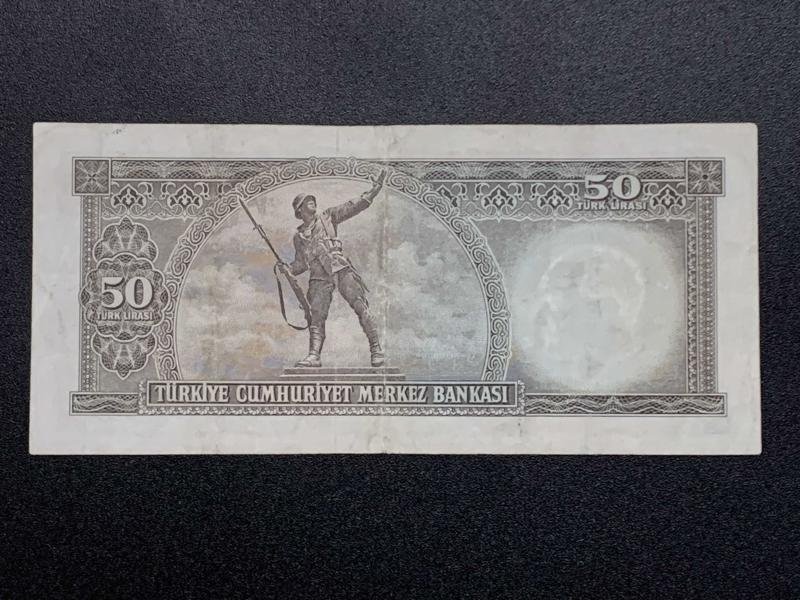 50
TÜRK LİRASI
50
TÜRK LİRASI
TÜRKİYE CUMHURİYET MERKEZ BANKASI